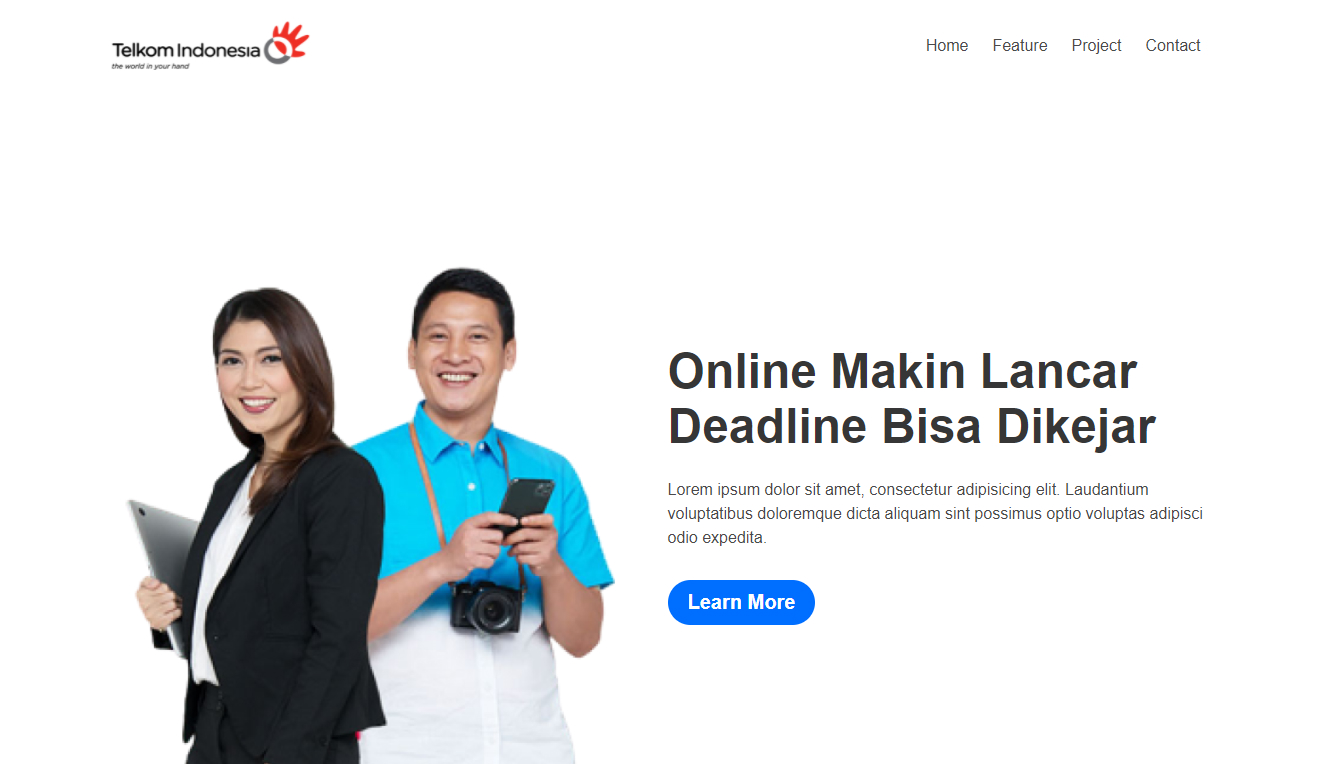 Telkom Indonesia
the world in your hand
Home Feature Project Contact
Online Makin Lancar
Deadline Bisa Dikejar
Lorem ipsum dolor sit amet, consectetur adipisicing elit. Laudantium
voluptatibus doloremque dicta aliquam sint possimus optio voluptas adipisci
odio expedita.
Learn More